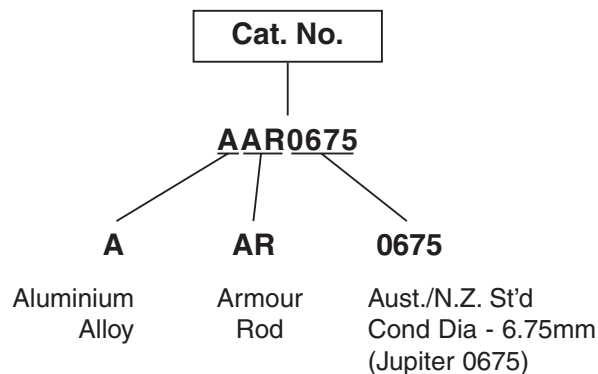 Cat. No.
AAR0675
A AR 0675
Aluminium Armour Aust./N.Z. St'd
Alloy Rod Cond Dia - 6.75mm
(Jupiter 0675)